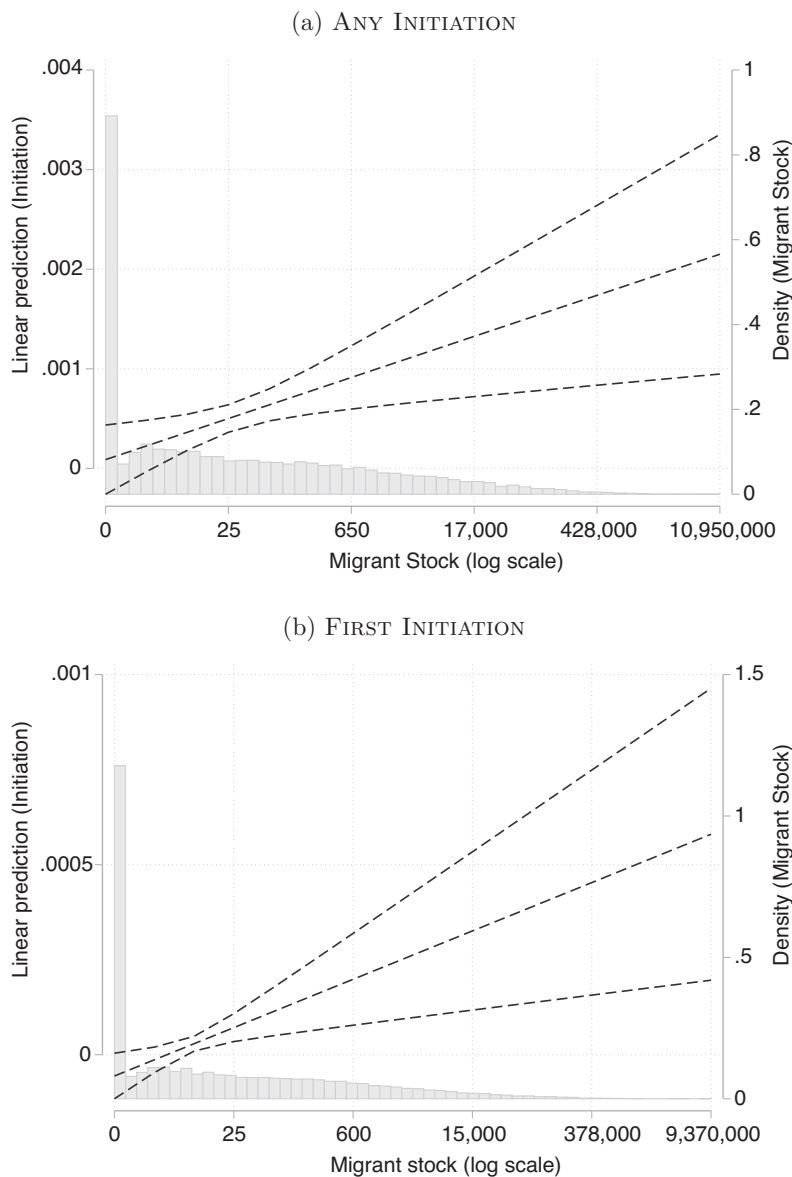 (a) ANY INITIATION
.004
.003
.002
.001
0
Linear prediction (Initiation)
1
.8
.6
.4
.2
0
Density (Migrant Stock)
0 25 650 17,000 428,000 10,950,000
Migrant Stock (log scale)
(b) FIRST INITIATION
.001
.0005
0
Linear prediction (Initiation)
1.5
1
.5
0
Density (Migrant Stock)
0 25 600 15,000 378,000 9,370,000
Migrant stock (log scale)